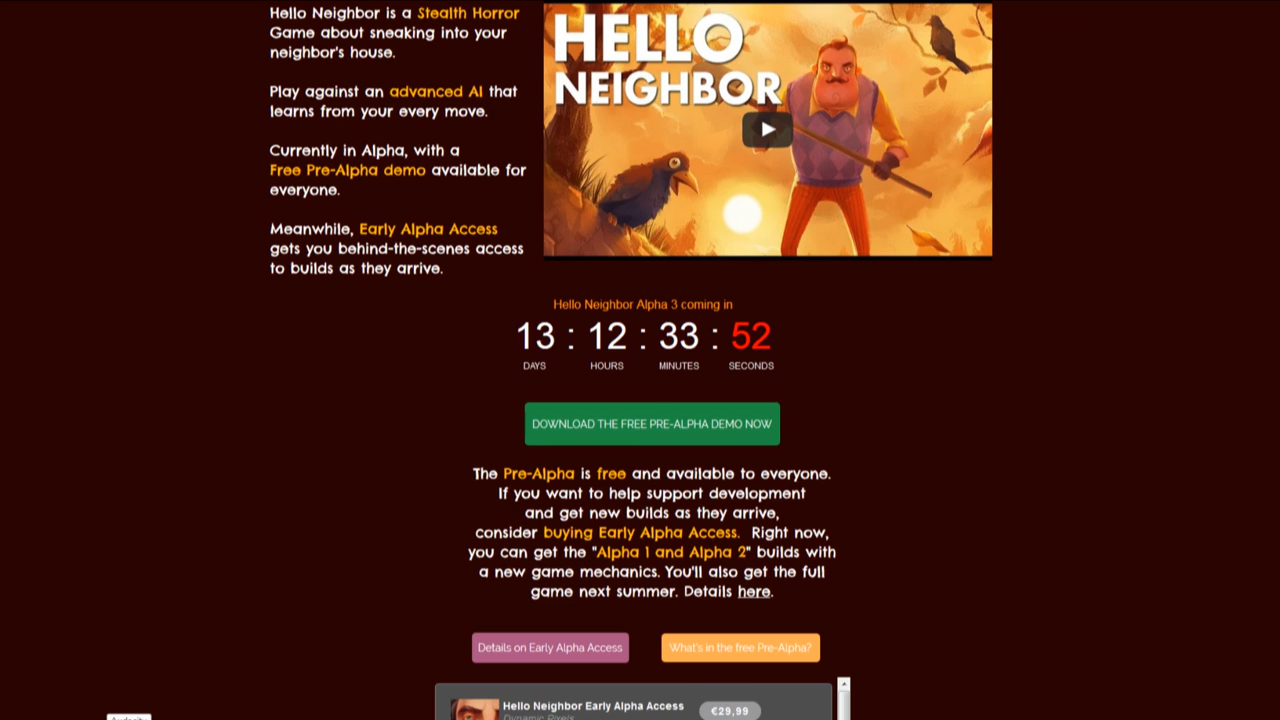 Hello Neighbor is a Stealth Horror
Game about sneaking into your
neighbor's house.
Play against an advanced AI that
learns from your every move.
Currently in Alpha, with a
Free Pre-Alpha demo available for
everyone.
Meanwhile, Early Alpha Access
gets you behind-the-scenes access
to builds as they arrive.
HELLO
NEIGHBOR
Hello Neighbor Alpha 3 coming in
13 : 12 : 33 : 52
DAYS HOURS MINUTES SECONDS
DOWNLOAD THE FREE PRE-ALPHA DEMO NOW
The Pre-Alpha is free and available to everyone.
If you want to help support development
and get new builds as they arrive,
consider buying Early Alpha Access. Right now,
you can get the "Alpha 1 and Alpha 2" builds with
a new game mechanics. You'll also get the full
game next summer. Details here.
Details on Early Alpha Access
What's in the free Pre-Alpha?
Hello Neighbor Early Alpha Access
€29,99
Dynamic Pixels
Audacity